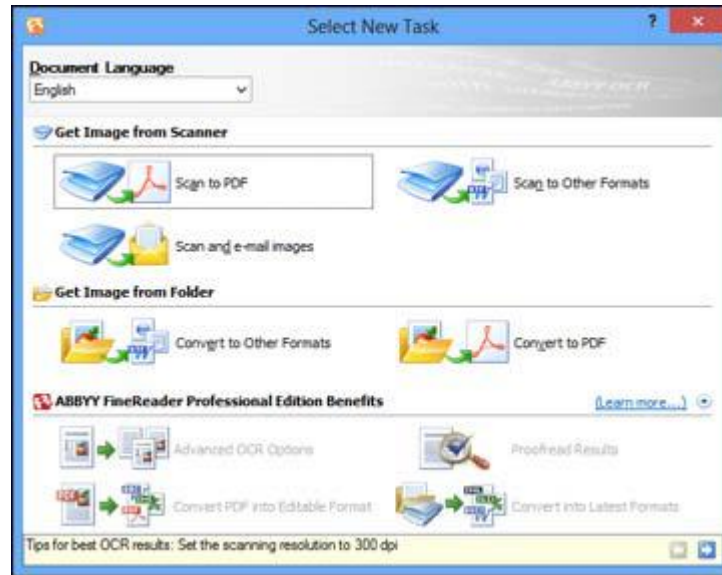 Select New Task
?
Document Language
English
ABBYY OCR
Get Image from Scanner
Scan to PDF
Scan to Other Formats
Scan and e-mail images
Get Image from Folder
Convert to Other Formats
Convert to PDF
ABBYY FineReader Professional Edition Benefits
(Learn more...)
Advanced OCR Options
Proofread Results
Convert PDF into Editable Format
Convert into Latest Formats
Tips for best OCR results: Set the scanning resolution to 300 dpi